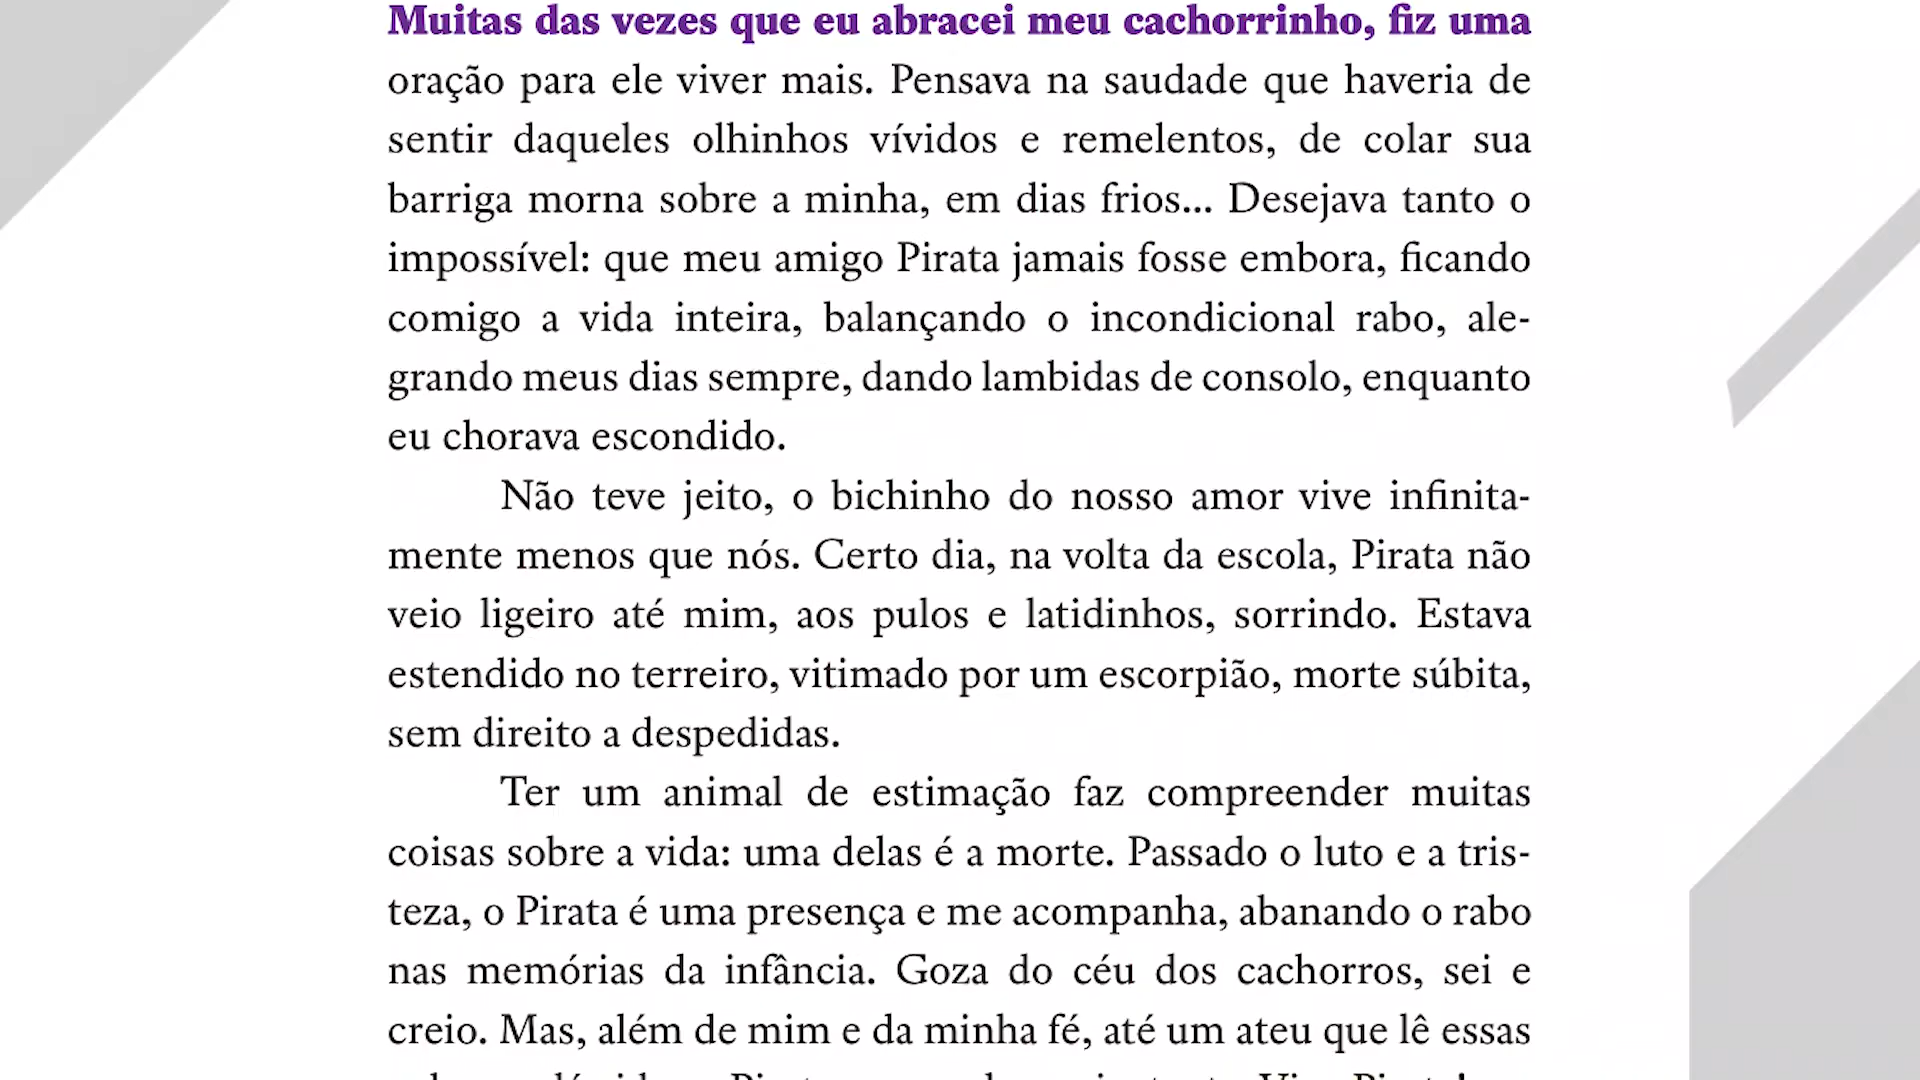 Muitas das vezes que eu abracei meu cachorrinho, fiz uma
oração para ele viver mais. Pensava na saudade que haveria de
sentir daqueles olhinhos vívidos e remelentos, de colar sua
barriga morna sobre a minha, em dias frios... Desejava tanto o
impossível: que meu amigo Pirata jamais fosse embora, ficando
comigo a vida inteira, balançando o incondicional rabo, ale-
grando meus dias sempre, dando lambidas de consolo, enquanto
eu chorava escondido.
Não teve jeito, o bichinho do nosso amor vive infinita-
mente menos que nós. Certo dia, na volta da escola, Pirata não
veio ligeiro até mim, aos pulos e latidinhos, sorrindo. Estava
estendido no terreiro, vitimado por um escorpião, morte súbita,
sem direito a despedidas.
Ter um animal de estimação faz compreender muitas
coisas sobre a vida: uma delas é a morte. Passado o luto e a tris-
teza, o Pirata é uma presença e me acompanha, abanando o rabo
nas memórias da infância. Goza do céu dos cachorros, sei e
creio. Mas, além de mim e da minha fé, até um ateu que lê essas